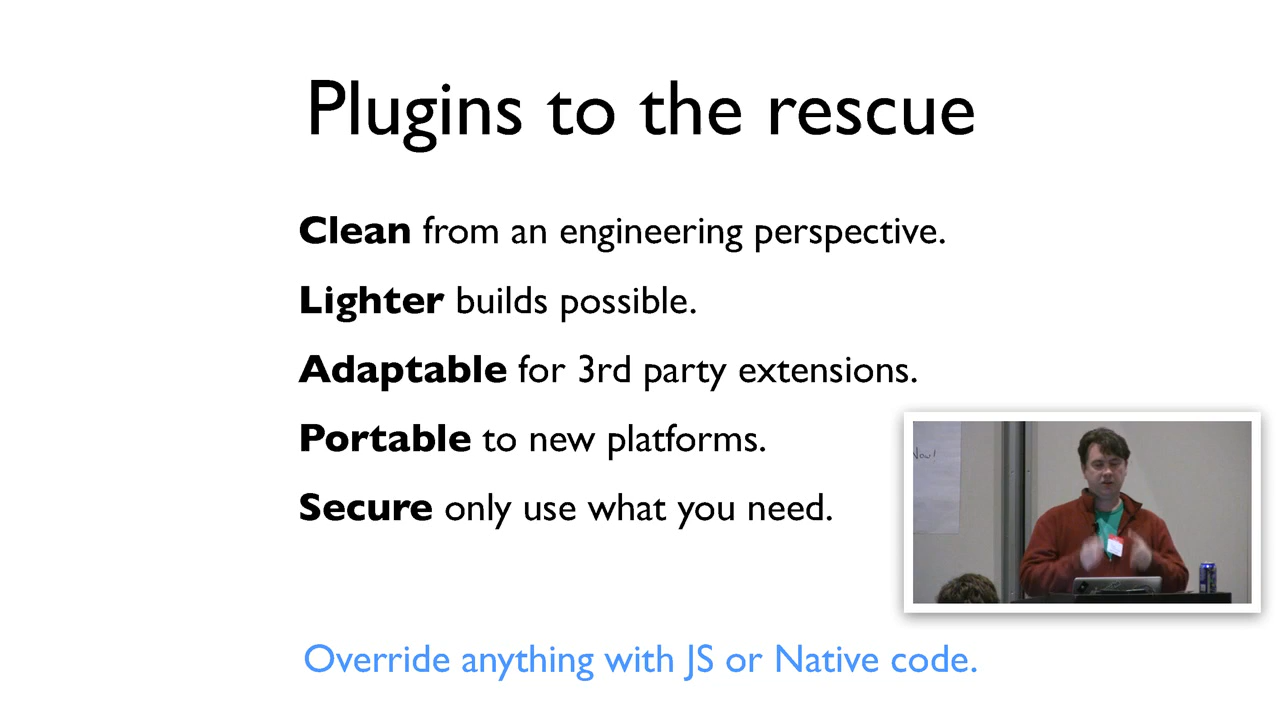 Plugins to the rescue
Clean from an engineering perspective.
Lighter builds possible.
Adaptable for 3rd party extensions.
Portable to new platforms.
Secure only use what you need.
Now!
Override anything with JS or Native code.